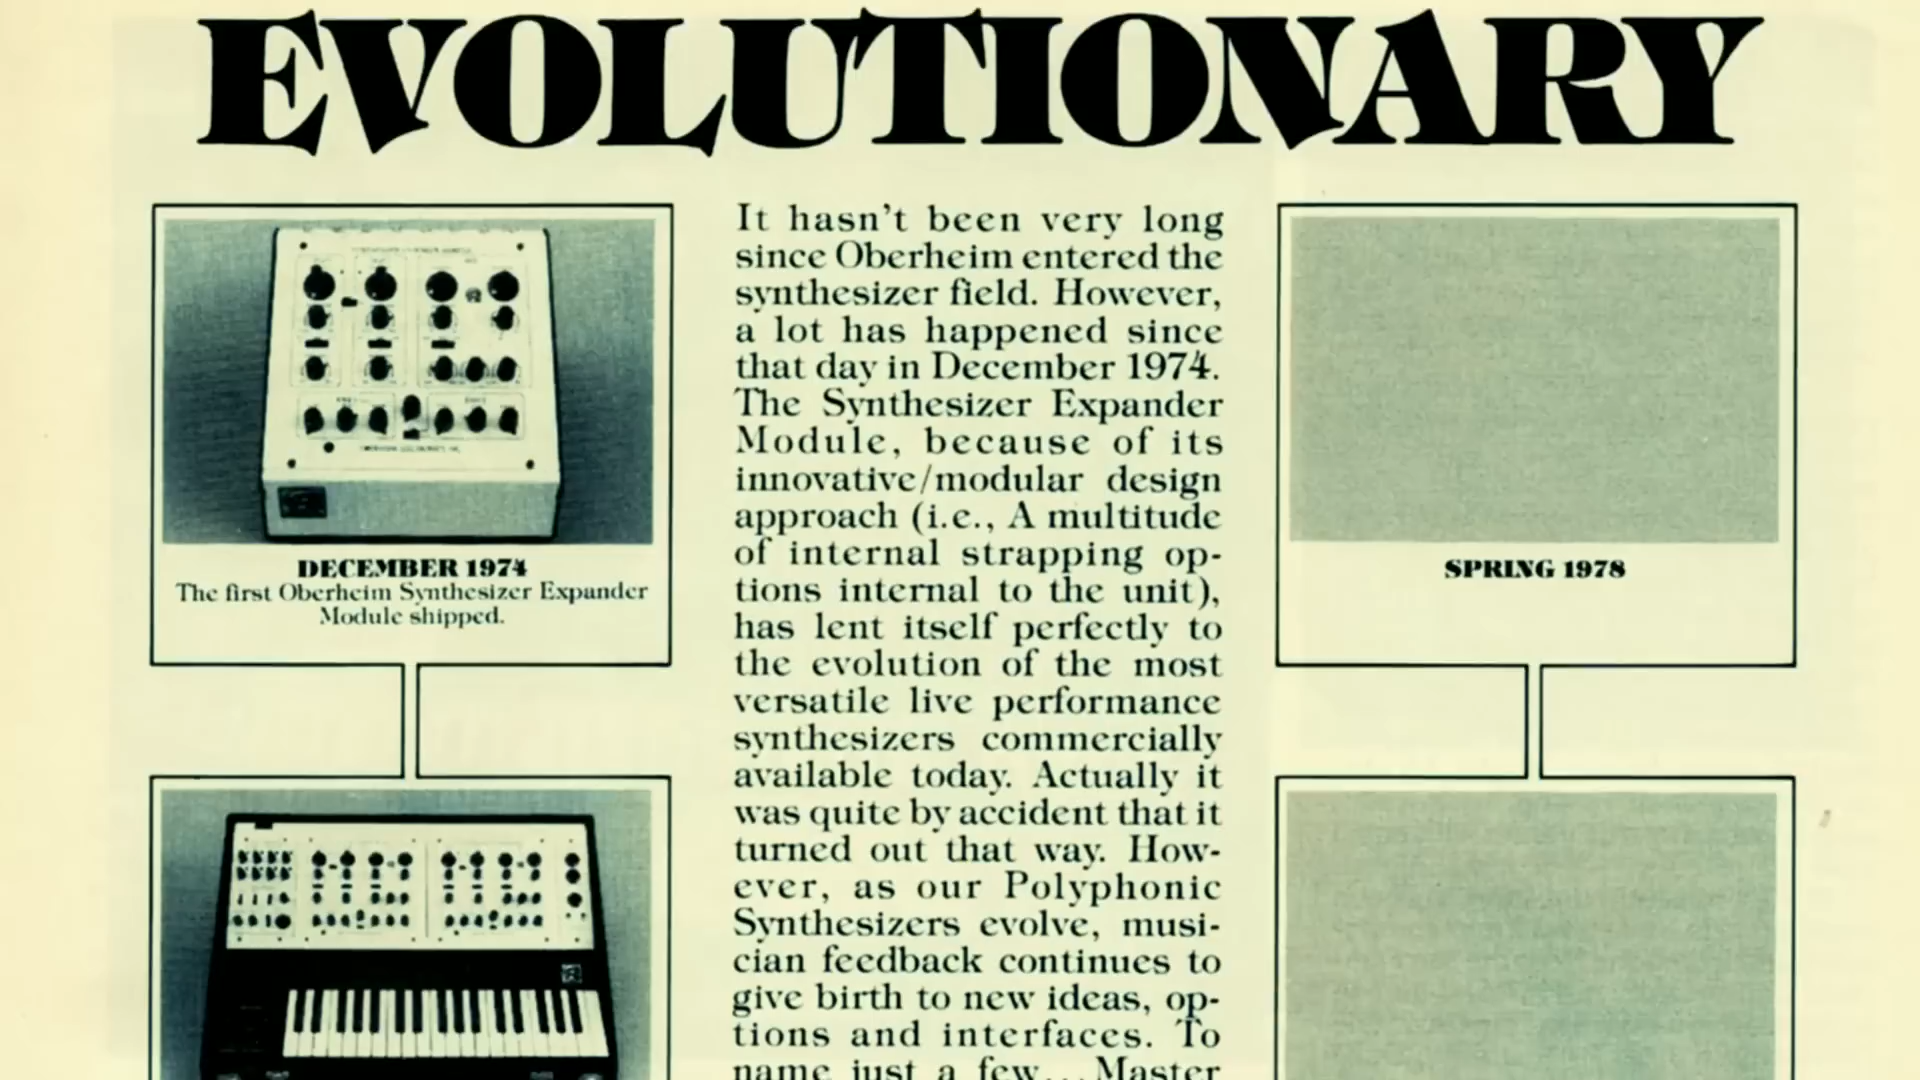 EVOLUTIONARY
DECEMBER 1974
The first Oberheim Synthesizer Expander
Module shipped.
It hasn't been very long
since Oberheim entered the
synthesizer field. However,
a lot has happened since
that day in December 1974.
The Synthesizer Expander
Module, because of its
innovative/modular design
approach (i.e., A multitude
of internal strapping op-
tions internal to the unit),
has lent itself perfectly to
the evolution of the most
versatile live performance
synthesizers commercially
available today. Actually it
was quite by accident that it
turned out that way. How-
ever, as our Polyphonic
Synthesizers evolve, musi-
cian feedback continues to
give birth to new ideas, op-
tions and interfaces. To
name just a few... Master
SPRING 1978